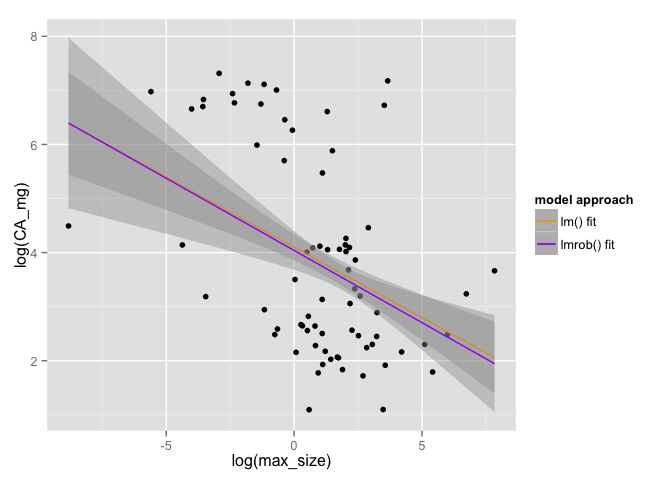 8
6
4
2
log(CA_mg)
-5
0
5
log(max_size)
model approach
lm() fit
lmrob() fit